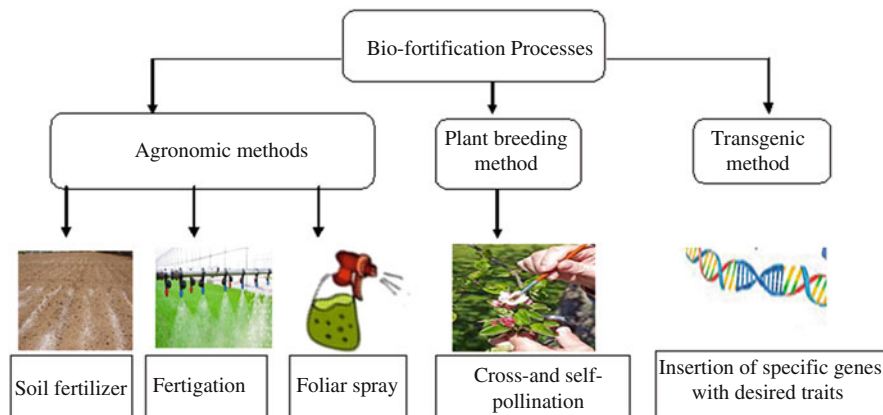 Bio-fortification Processes
Agronomic methods
Plant breeding
method
Transgenic
method
Soil fertilizer
Fertigation
Foliar spray
Cross-and self-
pollination
Insertion of specific genes
with desired traits